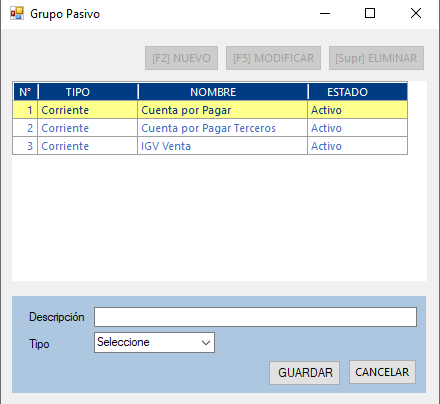 Grupo Pasivo
[F2] NUEVO [F5] MODIFICAR [Supr] ELIMINAR
N° TIPO NOMBRE ESTADO
1 Corriente Cuenta por Pagar Activo
2 Corriente Cuenta por Pagar Terceros Activo
3 Corriente IGV Venta Activo
Descripción
Tipo Seleccione
GUARDAR CANCELAR